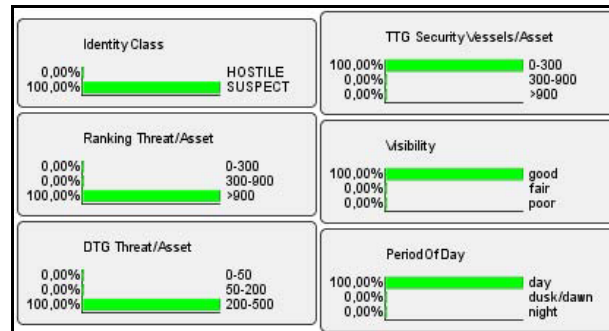 Identity Class
0,00% HOSTILE
100,00% SUSPECT
Ranking Threat/Asset
0,00% 0-300
0,00% 300-900
100,00% >900
DTG Threat/Asset
0,00% 0-50
0,00% 50-200
100,00% 200-500
TTG Security Vessels/Asset
100,00% 0-300
0,00% 300-900
0,00% >900
Visibility
100,00% good
0,00% fair
0,00% poor
Period Of Day
100,00% day
0,00% dusk/dawn
0,00% night